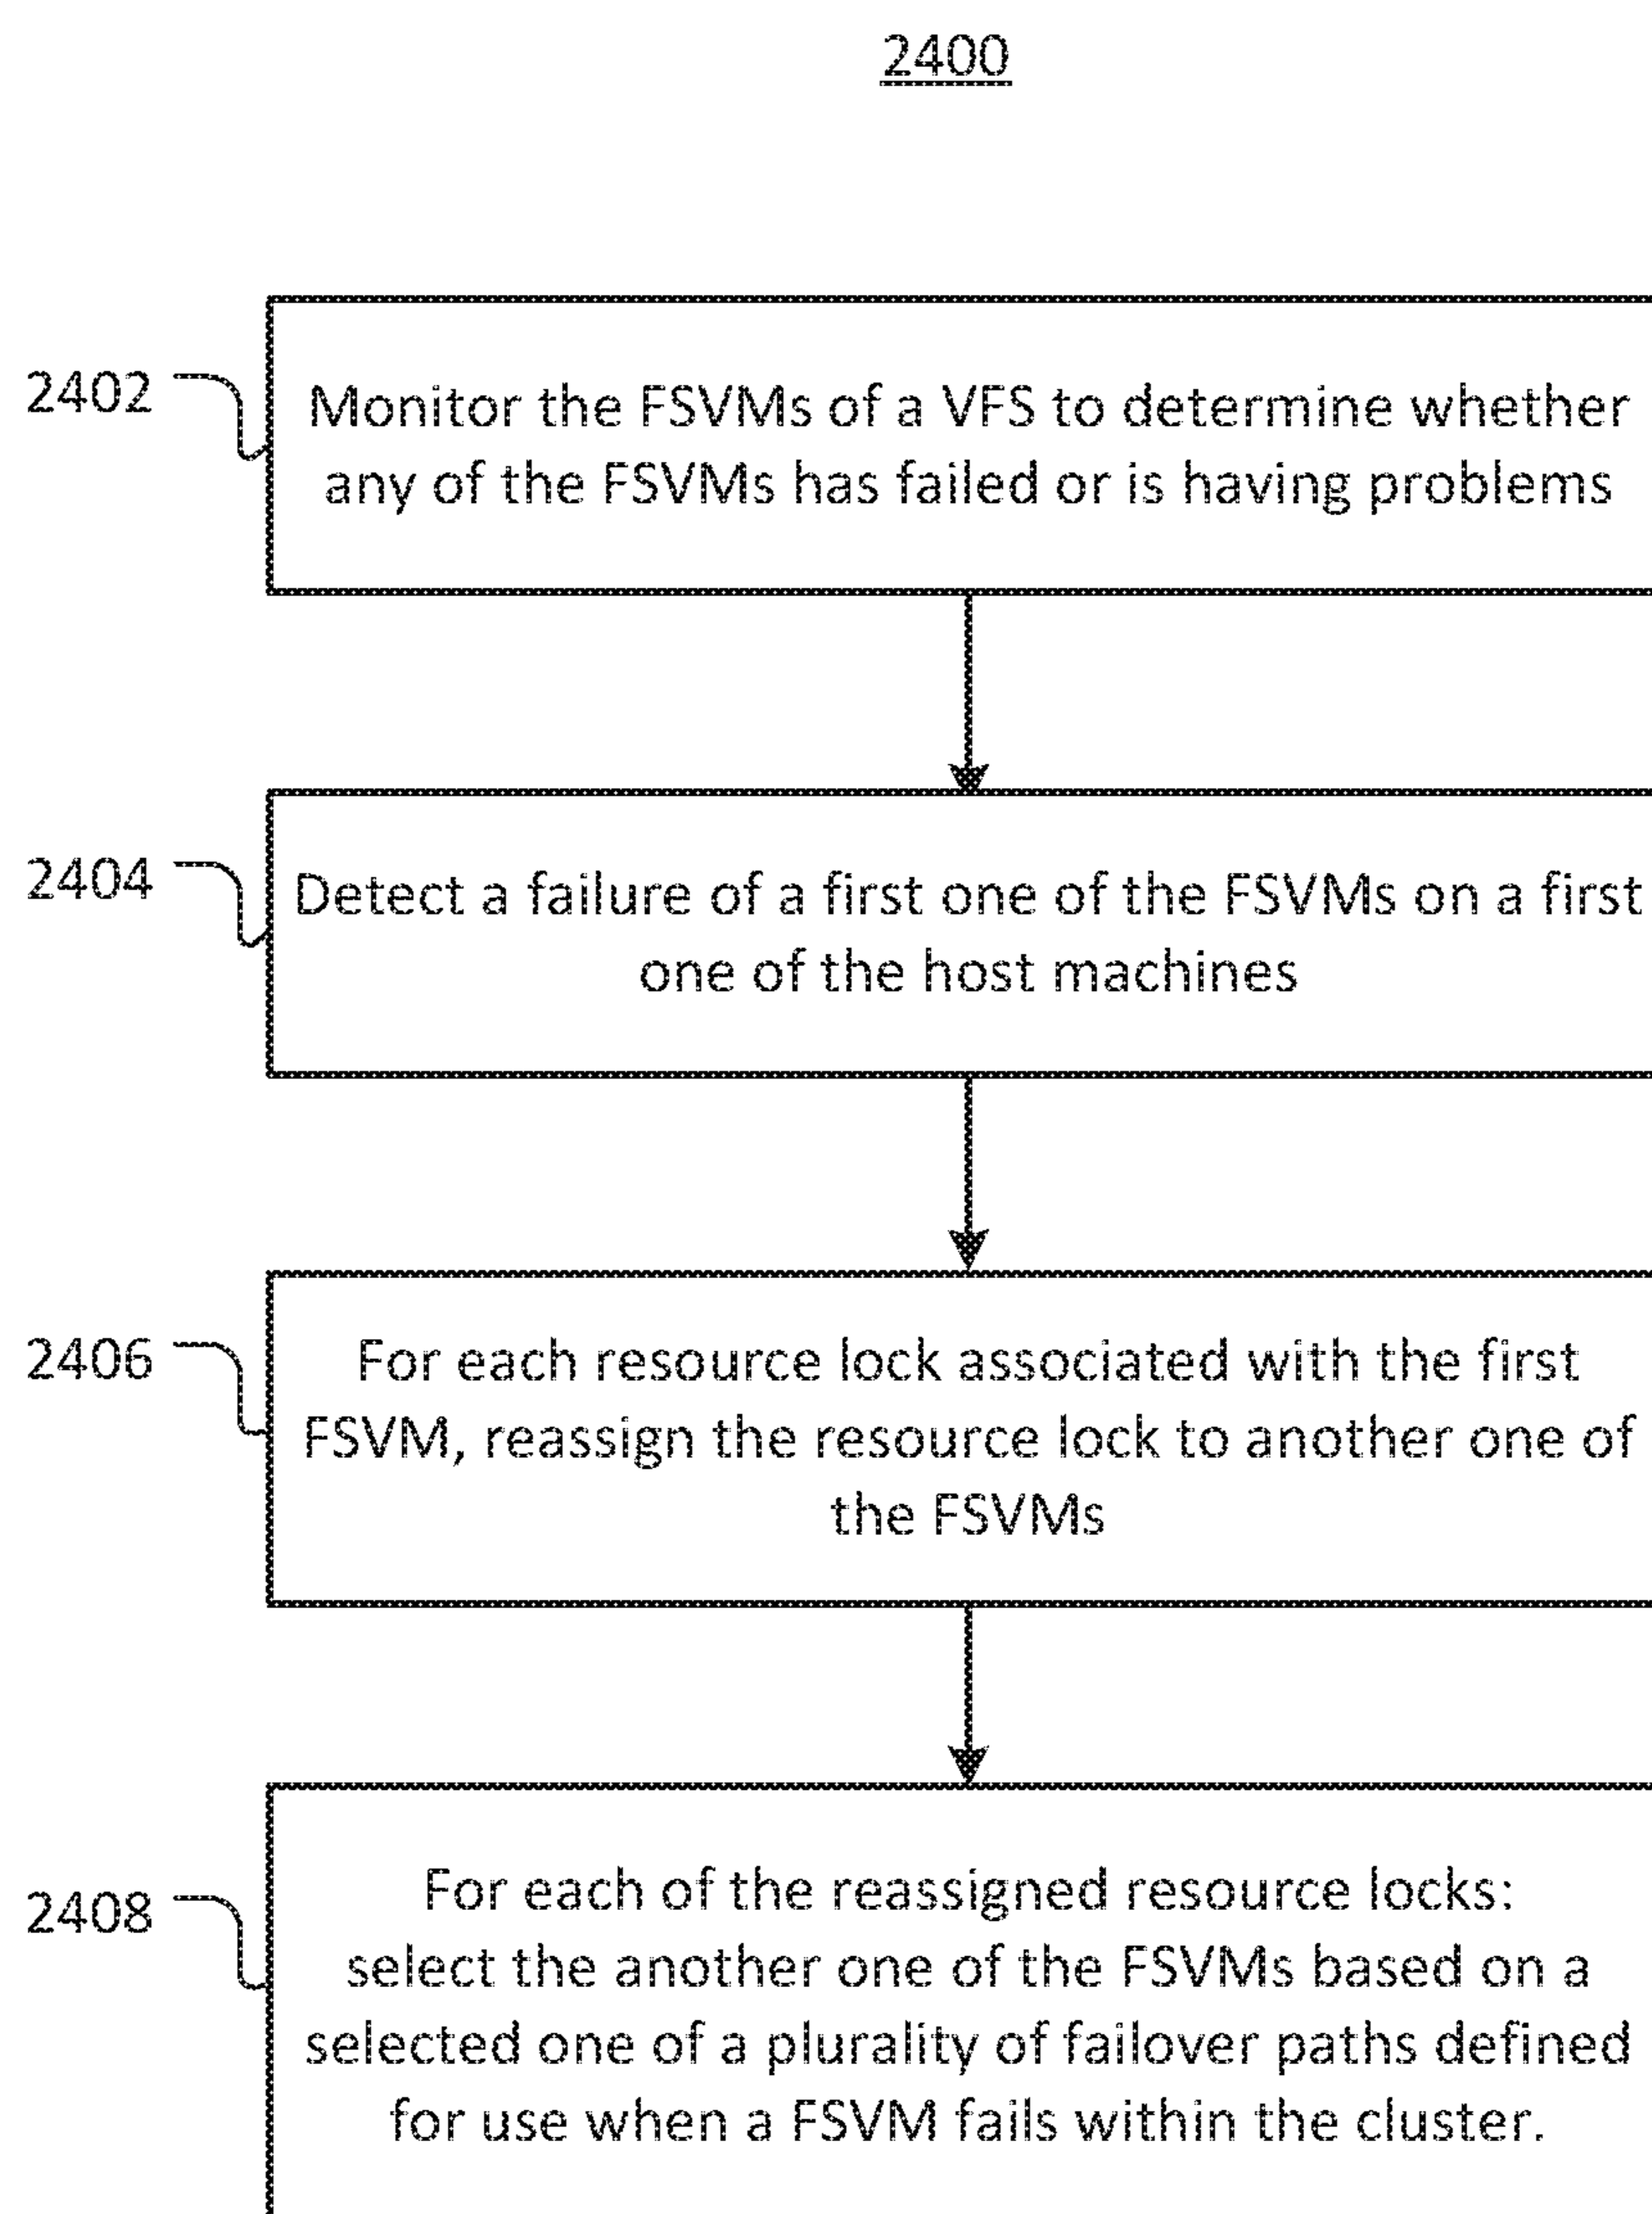 2400
2402
Monitor the FSVMs of a VFS to determine whether
any of the FSVMs has failed or is having problems
2404
Detect a failure of a first one of the FSVMs on a first
one of the host machines
2406
For each resource lock associated with the first
FSVM, reassign the resource lock to another one of
the FSVMs
2408
For each of the reassigned resource locks:
select the another one of the FSVMs based on a
selected one of a plurality of failover paths defined
for use when a FSVM fails within the cluster.